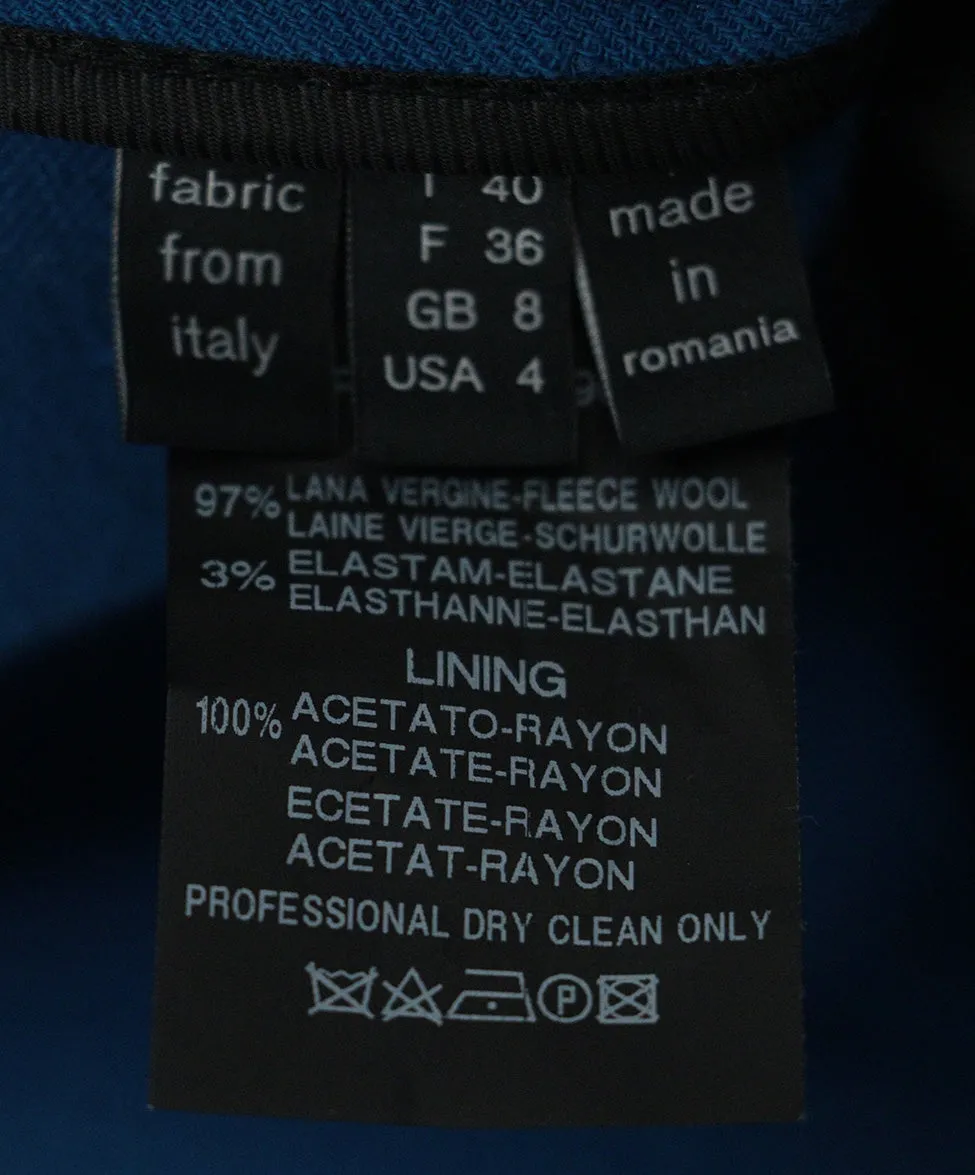 fabric
from
italy
I 40
F 36
GB 8
USA 4
made
in
romania
97% LANA VERGINE-FLEECE WOOL
LAINE VIERGE-SCHURWOLLE
3% ELASTAM-ELASTANE
ELASTHANNE-ELASTHAN
LINING
100% ACETATO-RAYON
ACETATE-RAYON
ECETATE-RAYON
ACETAT-RAYON
PROFESSIONAL DRY CLEAN ONLY
P